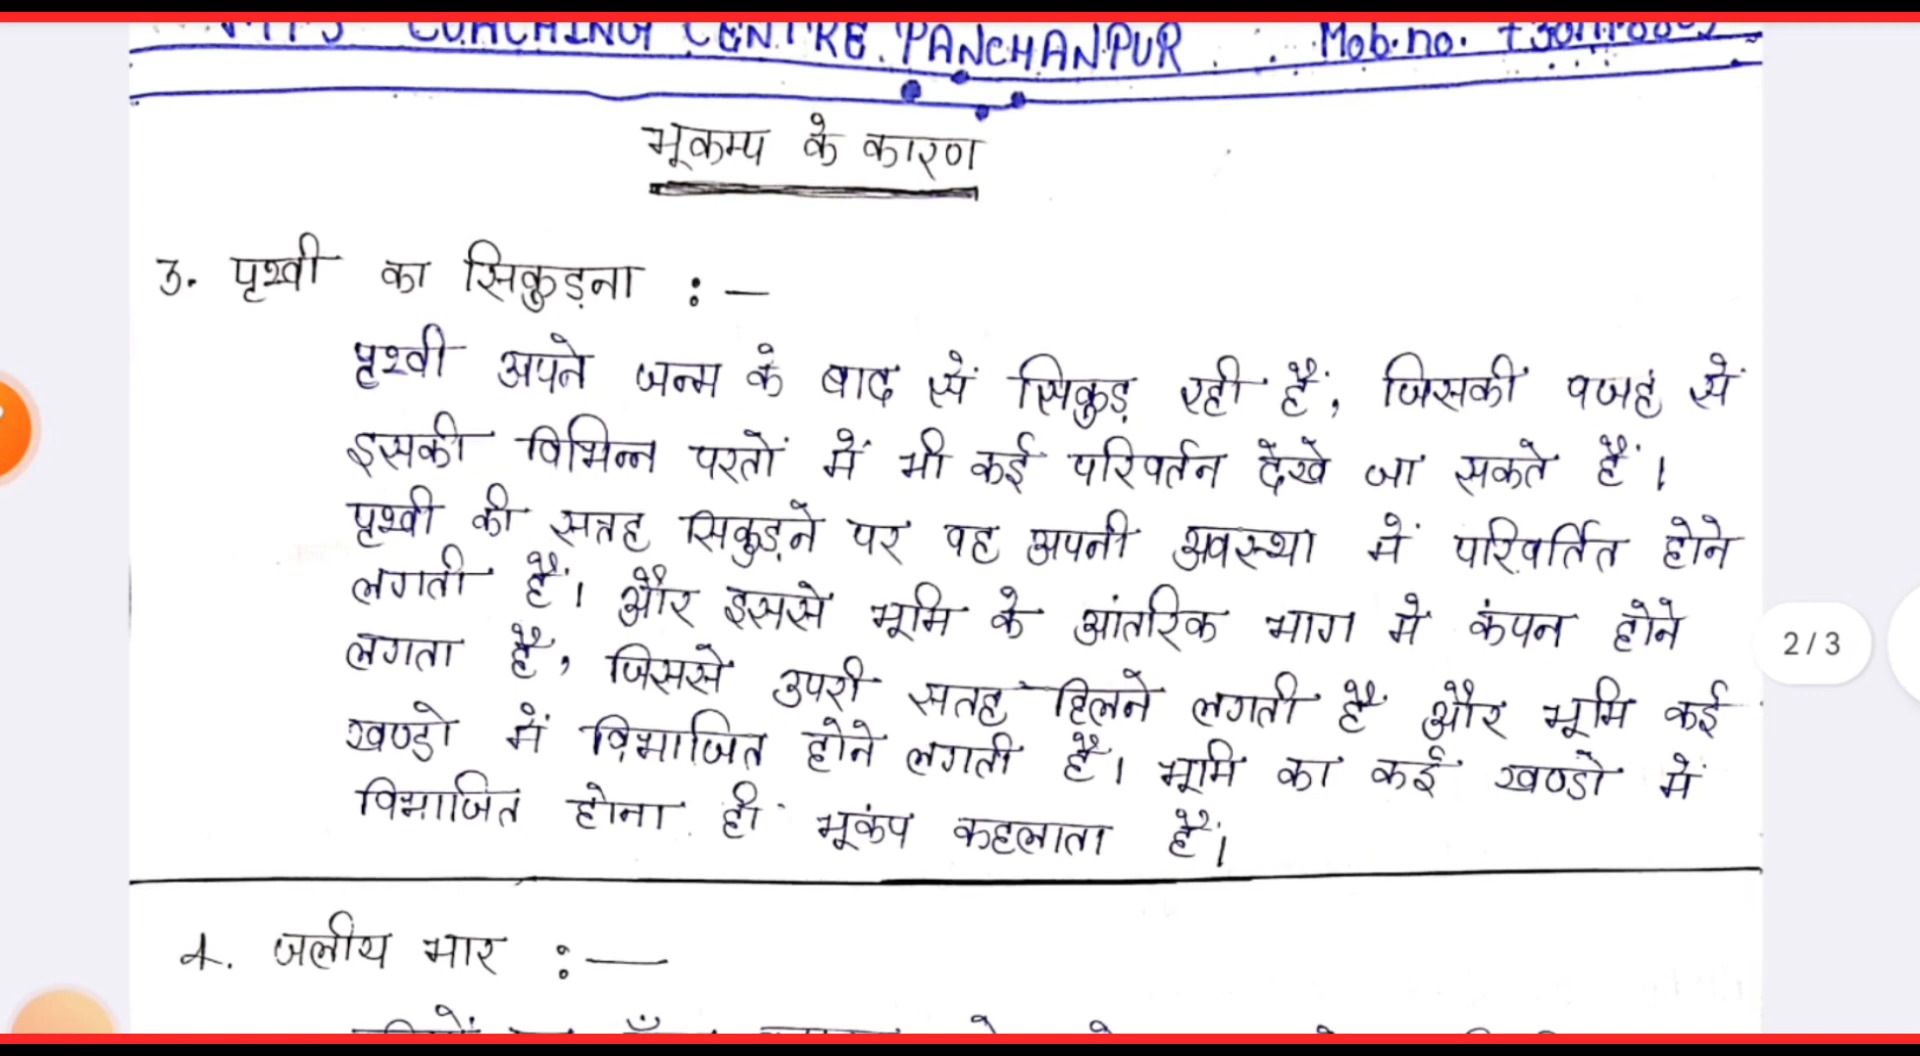 COACHING CENTRE PANCHANPUR Mob.no.
भूकम्प के कारण
3. पृथ्वी का सिकुड़ना :—
पृथ्वी अपने जन्म के बाद से सिकुड़ रही है, जिसकी वजह से
इसकी विभिन्न परतों में भी कई परिवर्तन देखे जा सकते हैं।
पृथ्वी की सतह सिकुड़ने पर वह अपनी अवस्था में परिवर्तित होने
लगती हैं। और इससे भूमि के आंतरिक भाग में कंपन होने
लगता है, जिससे उपरी सतह हिलने लगती है और भूमि कई
खण्डो में विभाजित होने लगती है। भूमि का कई खण्डो में
विभाजित होना ही भूकंप कहलाता हैं।
4. जलीय भार :—
2/3